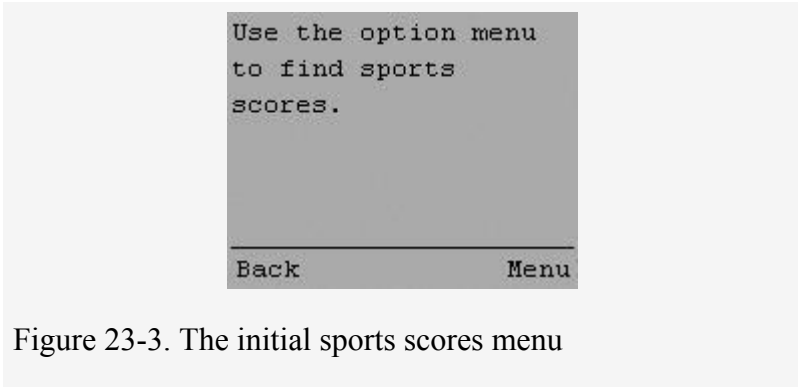 Use the option menu
to find sports
scores.
Back Menu
Figure 23-3. The initial sports scores menu